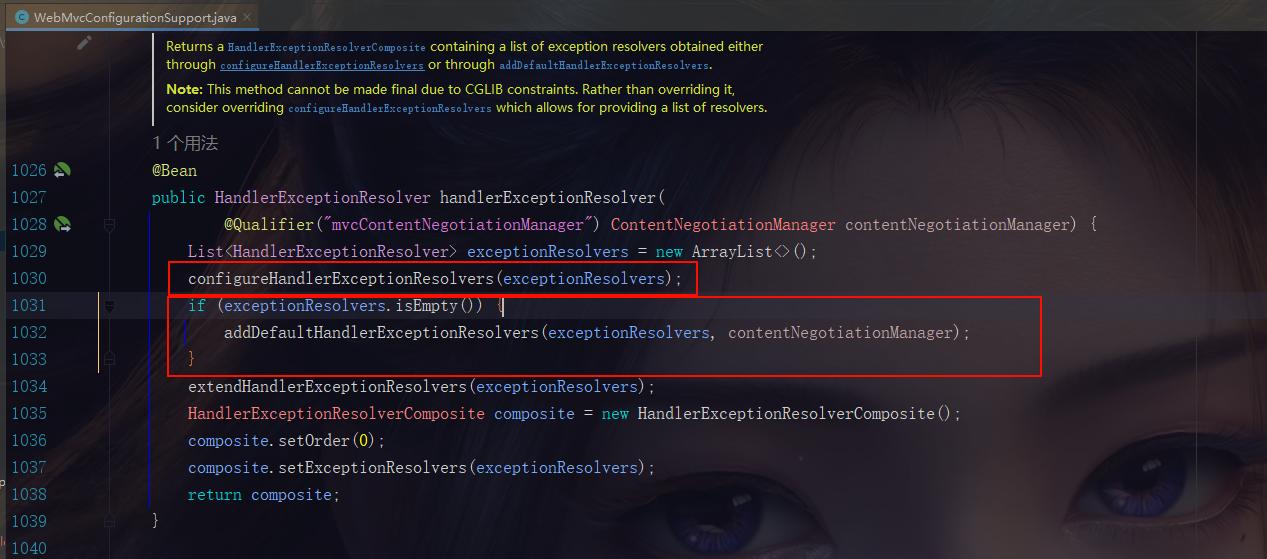 WebMvcConfigurationSupport.java
Returns a HandlerExceptionResolverComposite containing a list of exception resolvers obtained either
through configureHandlerExceptionResolvers or through addDefaultHandlerExceptionResolvers.
Note: This method cannot be made final due to CGLIB constraints. Rather than overriding it,
consider overriding configureHandlerExceptionResolvers which allows for providing a list of resolvers.
1 个用法
1026 @Bean
1027 public HandlerExceptionResolver handlerExceptionResolver(
1028 @Qualifier("mvcContentNegotiationManager") ContentNegotiationManager contentNegotiationManager) {
1029 List<HandlerExceptionResolver> exceptionResolvers = new ArrayList<>();
1030 configureHandlerExceptionResolvers(exceptionResolvers);
1031 if (exceptionResolvers.isEmpty()) {
1032 addDefaultHandlerExceptionResolvers(exceptionResolvers, contentNegotiationManager);
1033 }
1034 extendHandlerExceptionResolvers(exceptionResolvers);
1035 HandlerExceptionResolverComposite composite = new HandlerExceptionResolverComposite();
1036 composite.setOrder(0);
1037 composite.setExceptionResolvers(exceptionResolvers);
1038 return composite;
1039 }
1040